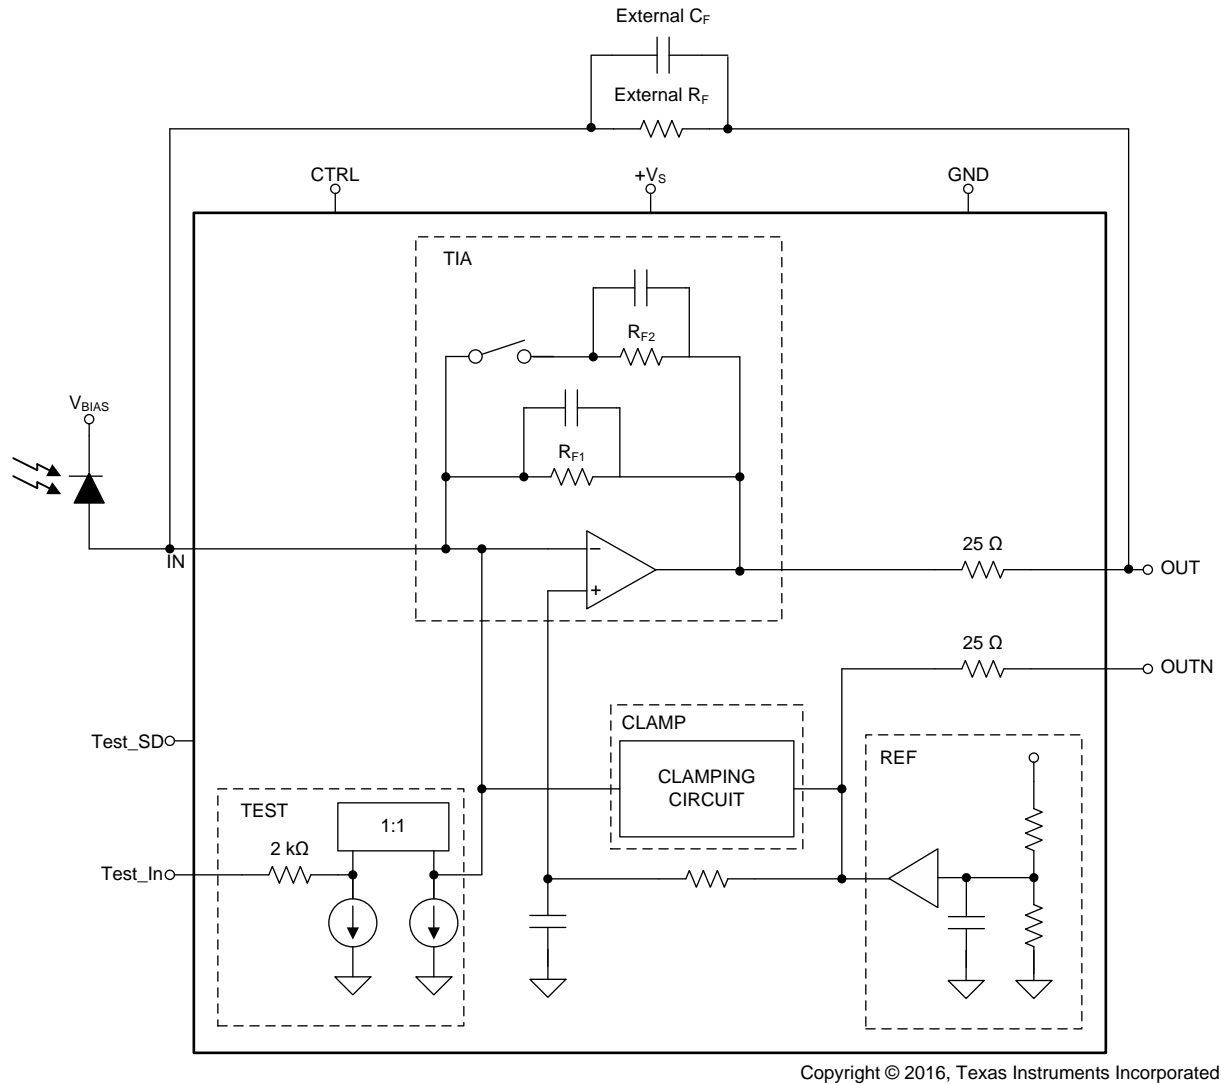 External CF
External RF
CTRL
+VS
GND
TIA
RF2
VBIAS
RF1
IN
−
+
25 Ω
OUT
25 Ω
OUTN
CLAMP
Test_SD
REF
CLAMPING
CIRCUIT
TEST
1:1
2 kΩ
Test_In
Copyright © 2016, Texas Instruments Incorporated